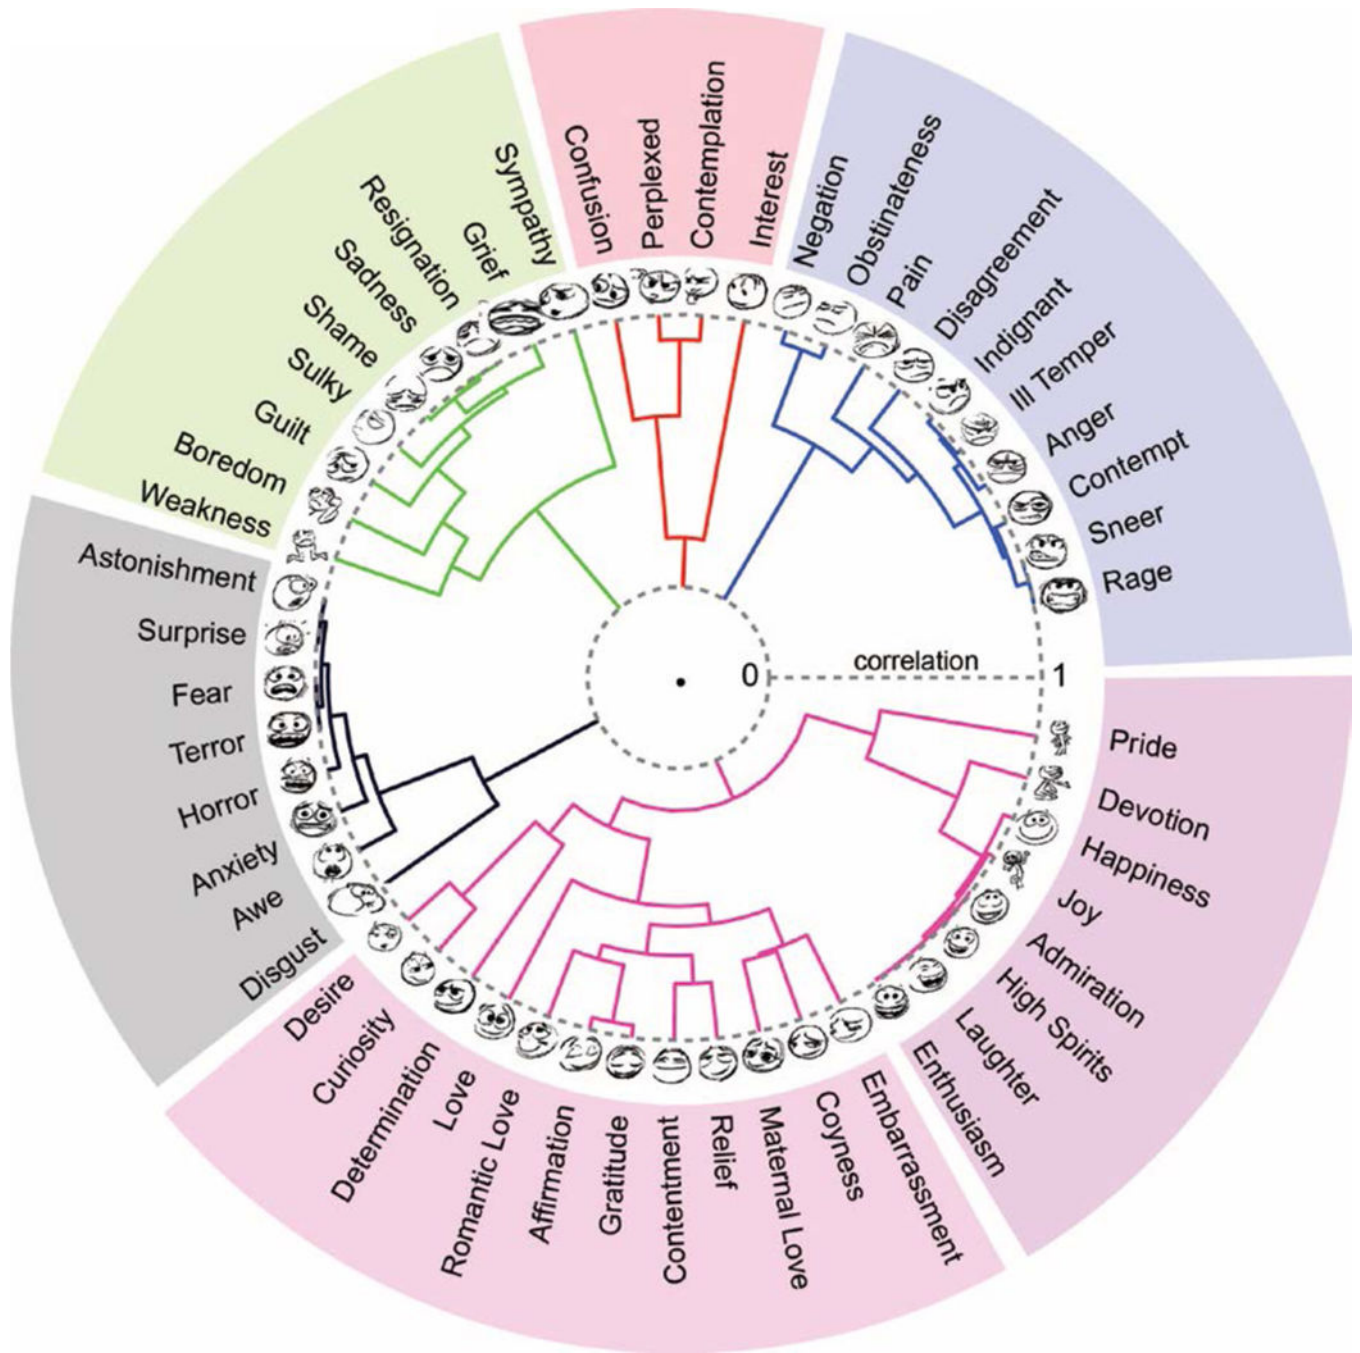 Confusion
Perplexed
Contemplation
Interest
Negation
Obstinateness
Pain
Disagreement
Indignant
Ill Temper
Anger
Contempt
Sneer
Rage
0
correlation
1
Pride
Devotion
Happiness
Joy
Admiration
High Spirits
Laughter
Enthusiasm
Embarrassment
Coyness
Maternal Love
Relief
Contentment
Gratitude
Affirmation
Romantic Love
Love
Determination
Curiosity
Desire
Disgust
Awe
Anxiety
Horror
Terror
Fear
Surprise
Astonishment
Weakness
Boredom
Guilt
Sulky
Shame
Sadness
Resignation
Grief
Sympathy